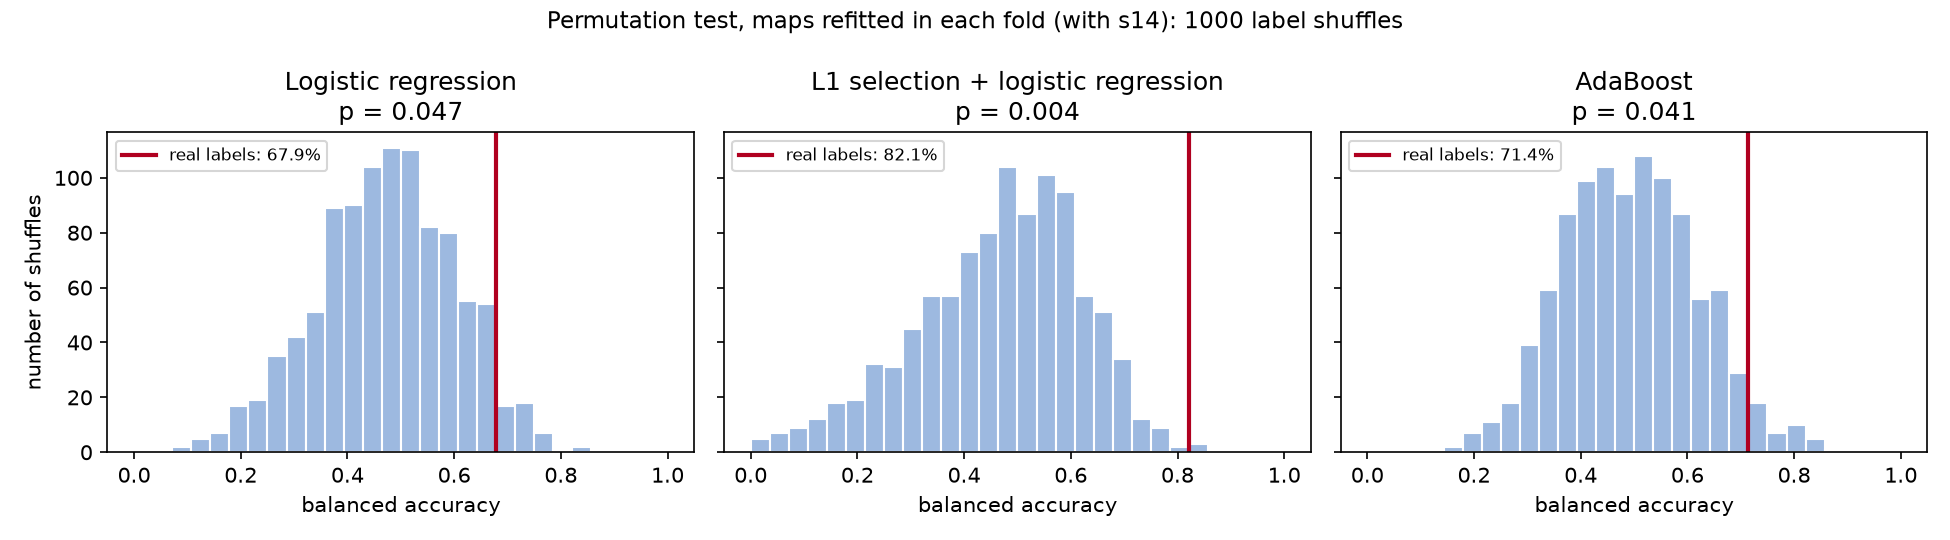 Permutation test, maps refitted in each fold (with s14): 1000 label shuffles
Logistic regression
p = 0.047
real labels: 67.9%
number of shuffles
0
20
40
60
80
100
0.0 0.2 0.4 0.6 0.8 1.0
balanced accuracy
L1 selection + logistic regression
p = 0.004
real labels: 82.1%
0.0 0.2 0.4 0.6 0.8 1.0
balanced accuracy
AdaBoost
p = 0.041
real labels: 71.4%
0.0 0.2 0.4 0.6 0.8 1.0
balanced accuracy